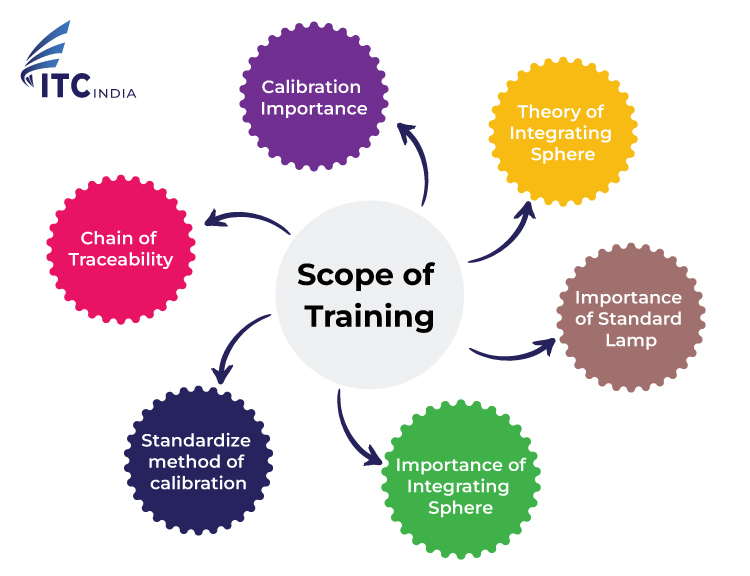 ITC INDIA
Calibration
Importance
Theory of
Integrating
Sphere
Chain of
Traceability
Scope of
Training
Importance
of Standard
Lamp
Standardize
method of
calibration
Importance of
Integrating
Sphere